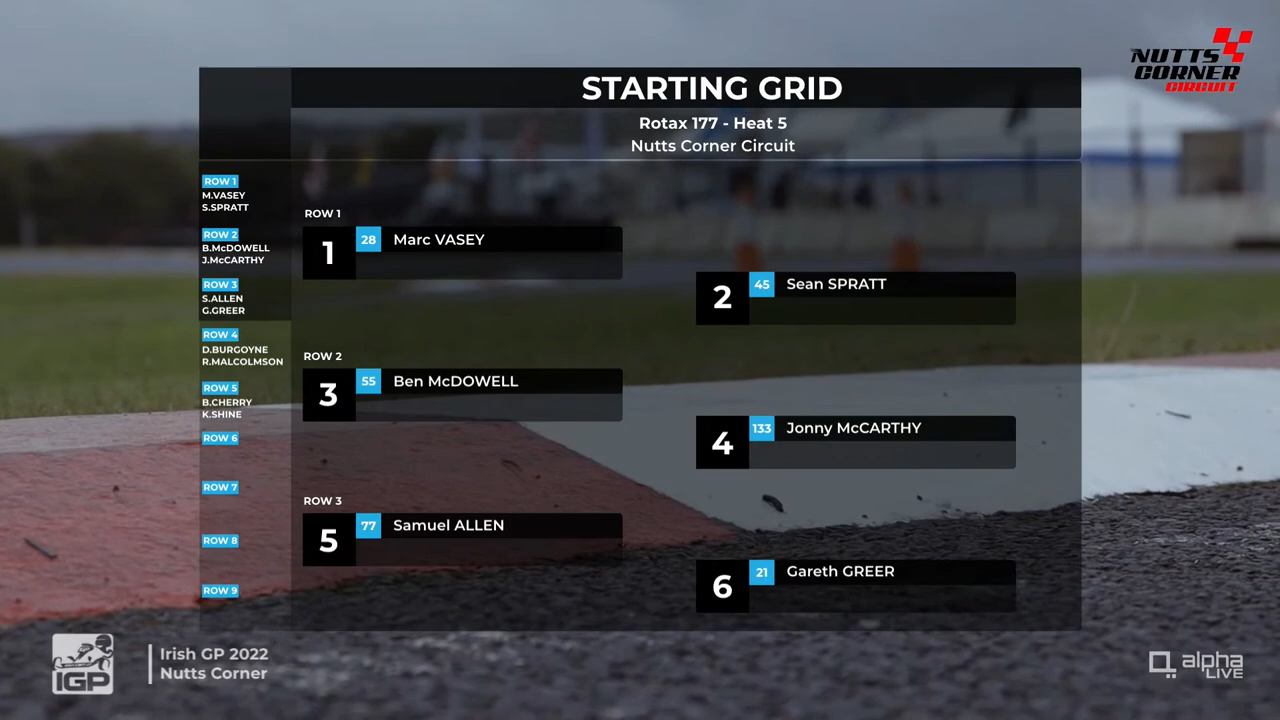 NUTTS
CORNER
CIRCUIT
STARTING GRID
Rotax 177 - Heat 5
Nutts Corner Circuit
ROW 1
M.VASEY
S.SPRATT
ROW 2
B.McDOWELL
J.McCARTHY
ROW 3
S.ALLEN
G.GREER
ROW 4
D.BURGOYNE
R.MALCOLMSON
ROW 5
B.CHERRY
K.SHINE
ROW 6
ROW 7
ROW 8
ROW 9
ROW 1
1 28 Marc VASEY
2 45 Sean SPRATT
ROW 2
3 55 Ben McDOWELL
4 133 Jonny McCARTHY
ROW 3
5 77 Samuel ALLEN
6 21 Gareth GREER
IGP
Irish GP 2022
Nutts Corner
alpha
LIVE